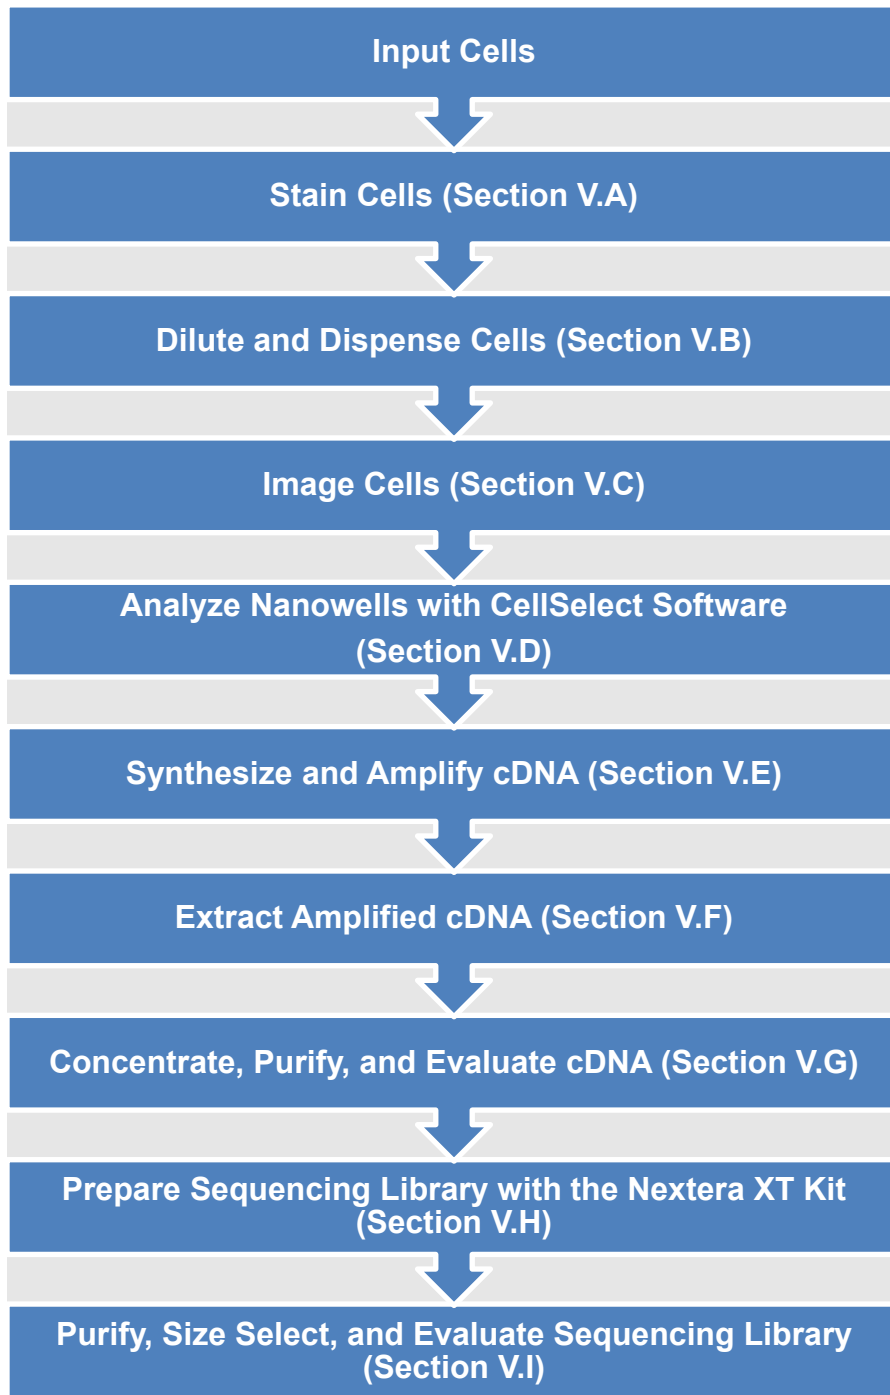 Input Cells
Stain Cells (Section V.A)
Dilute and Dispense Cells (Section V.B)
Image Cells (Section V.C)
Analyze Nanowells with CellSelect Software
(Section V.D)
Synthesize and Amplify cDNA (Section V.E)
Extract Amplified cDNA (Section V.F)
Concentrate, Purify, and Evaluate cDNA (Section V.G)
Prepare Sequencing Library with the Nextera XT Kit
(Section V.H)
Purify, Size Select, and Evaluate Sequencing Library
(Section V.I)